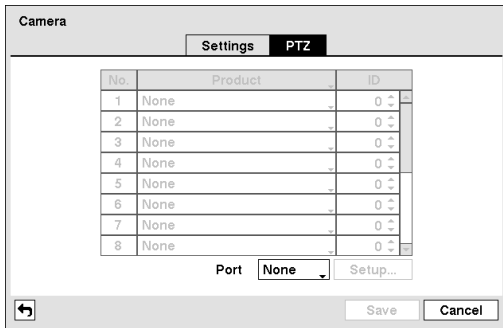 Camera
Settings PTZ
No. Product ID
1 None 0
2 None 0
3 None 0
4 None 0
5 None 0
6 None 0
7 None 0
8 None 0
Port None Setup...
Save Cancel